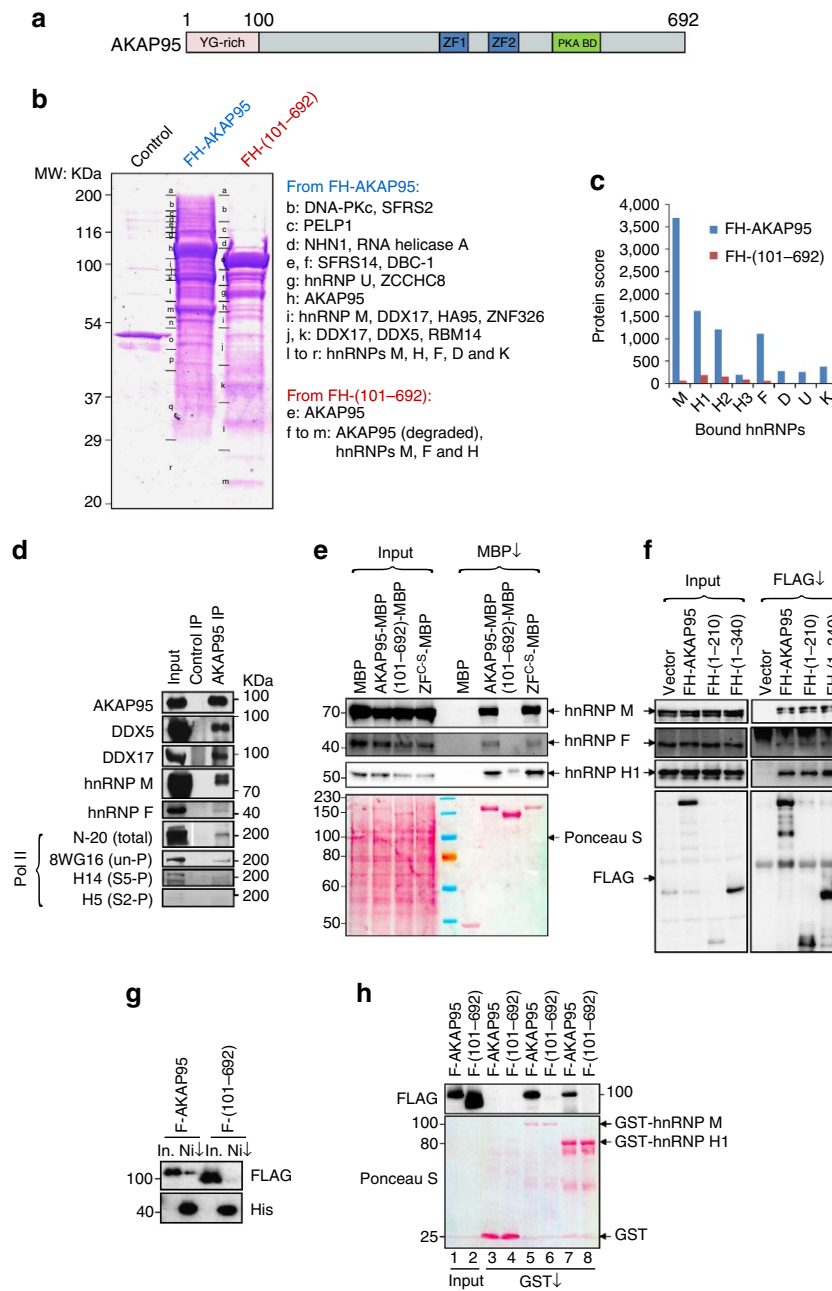 a
1 100 692
AKAP95
YG-rich
ZF1
ZF2
PKA BD
b
Control
FH-AKAP95
FH-(101–692)
MW: KDa
200
116
100
54
37
29
20
From FH-AKAP95:
b: DNA-PKc, SFRS2
c: PELP1
d: NHN1, RNA helicase A
e, f: SFRS14, DBC-1
g: hnRNP U, ZCCHC8
h: AKAP95
i: hnRNP M, DDX17, HA95, ZNF326
j, k: DDX17, DDX5, RBM14
l to r: hnRNPs M, H, F, D and K
From FH-(101–692):
e: AKAP95
f to m: AKAP95 (degraded),
hnRNPs M, F and H
c
Protein score
4,000
3,500
3,000
2,500
2,000
1,500
1,000
500
0
FH-AKAP95
FH-(101–692)
M H1 H2 H3 F D U K
Bound hnRNPs
d
Input
Control IP
AKAP95 IP
KDa
AKAP95 100
DDX5 100
DDX17 100
hnRNP M 70
hnRNP F 40
Pol II
N-20 (total) 200
8WG16 (un-P) 200
H14 (S5-P) 200
H5 (S2-P) 200
e
Input MBP↓
MBP
AKAP95-MBP
(101–692)-MBP
ZFC-S-MBP
MBP
AKAP95-MBP
(101–692)-MBP
ZFC-S-MBP
70 hnRNP M
40 hnRNP F
50 hnRNP H1
230
150
100
80
60
50
Ponceau S
FLAG
f
Input FLAG↓
Vector
FH-AKAP95
FH-(1–210)
FH-(1–340)
Vector
FH-AKAP95
FH-(1–210)
g
F-AKAP95
F-(101–692)
In. Ni↓ In. Ni↓
100 FLAG
40 His
h
F-AKAP95
F-(101–692)
F-AKAP95
F-(101–692)
F-AKAP95
F-(101–692)
F-AKAP95
F-(101–692)
FLAG 100
100 GST-hnRNP M
80 GST-hnRNP H1
Ponceau S
25 GST
1 2 3 4 5 6 7 8
Input GST↓